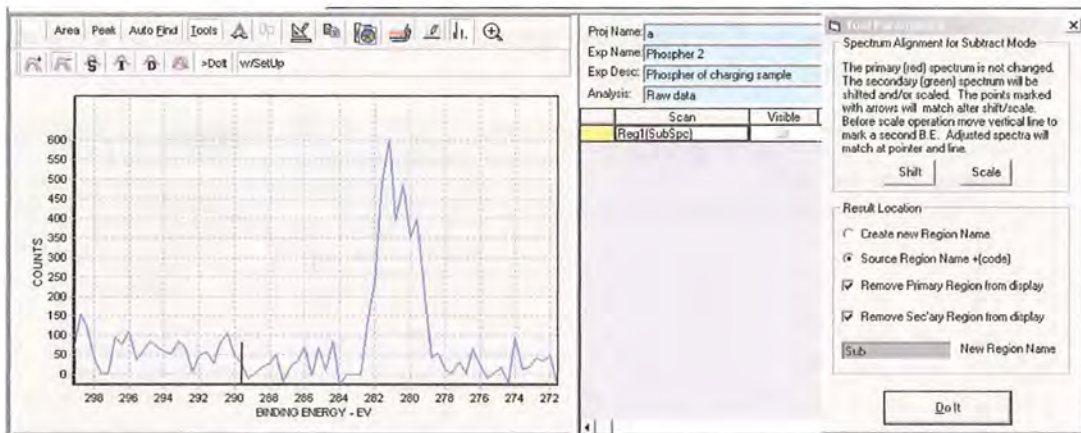 Area Peak Auto Find Tools
S T D >DoIt w/SetUp
600
550
500
450
400
350
300
250
200
150
100
50
0
COUNTS
298 296 294 292 290 288 286 284 282 280 278 276 274 272
BINDING ENERGY - EV
Proj Name: a
Exp Name: Phospher 2
Exp Desc: Phospher of charging sample
Analysis: Raw data
Scan Visible
Reg1(SubSpc)
Spectrum Alignment for Subtract Mode
The primary (red) spectrum is not changed.
The secondary (green) spectrum will be
shifted and/or scaled. The points marked
with arrows will match after shift/scale.
Before scale operation move vertical line to
mark a second B.E. Adjusted spectra will
match at pointer and line.
Shift Scale
Result Location
Create new Region Name
Source Region Name +(code)
Remove Primary Region from display
Remove Sec'ary Region from display
Sub New Region Name
Do It